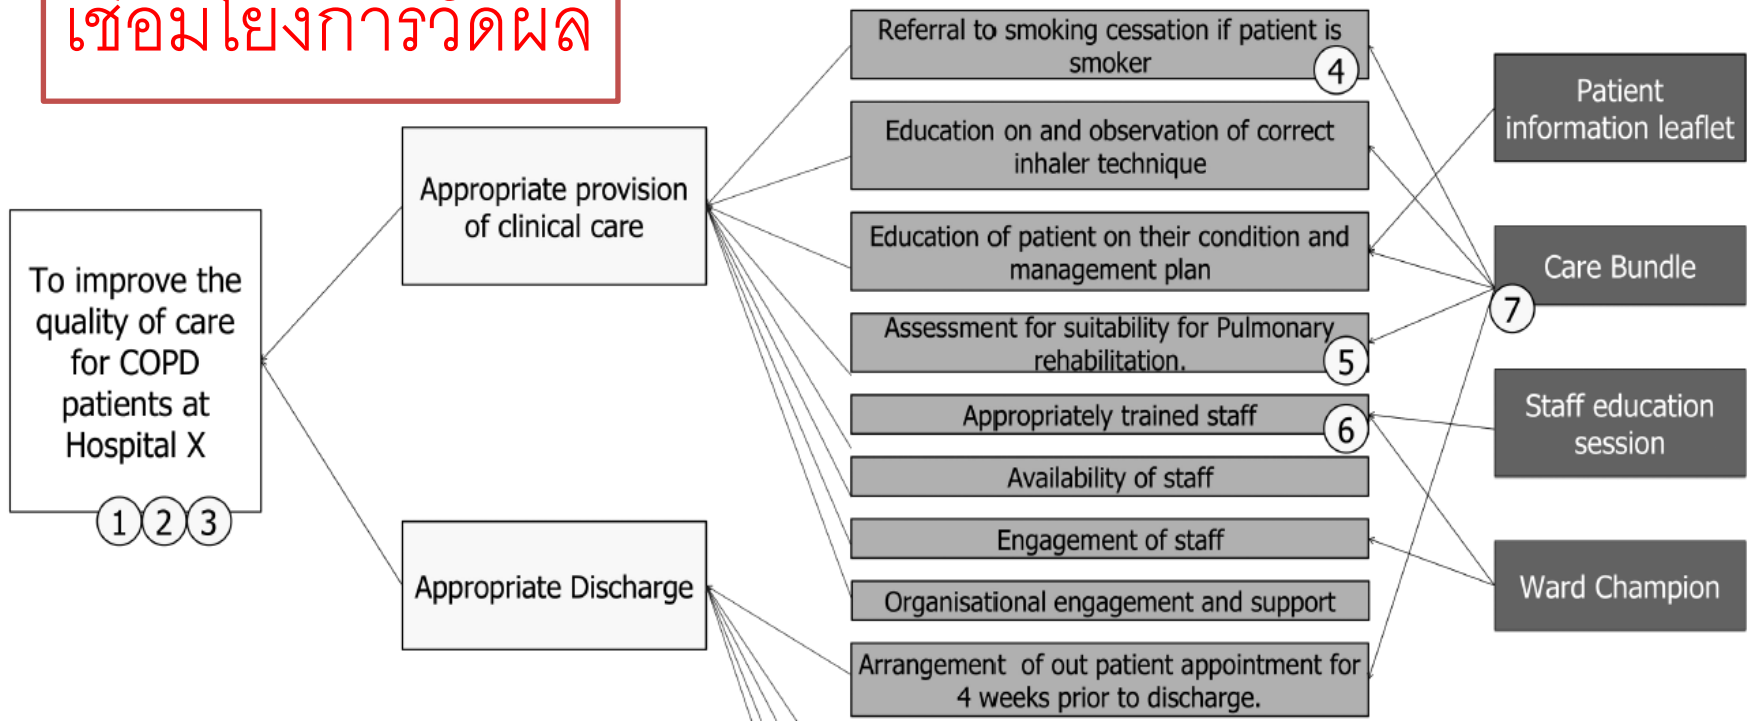 เชื่อมโยงการวัดผล
To improve the
quality of care
for COPD
patients at
Hospital X
1 2 3
Appropriate provision
of clinical care
Appropriate Discharge
Referral to smoking cessation if patient is
smoker
4
Education on and observation of correct
inhaler technique
Education of patient on their condition and
management plan
Assessment for suitability for Pulmonary
rehabilitation.
5
Appropriately trained staff
6
Availability of staff
Engagement of staff
Organisational engagement and support
Arrangement of out patient appointment for
4 weeks prior to discharge.
Patient
information leaflet
Care Bundle
7
Staff education
session
Ward Champion